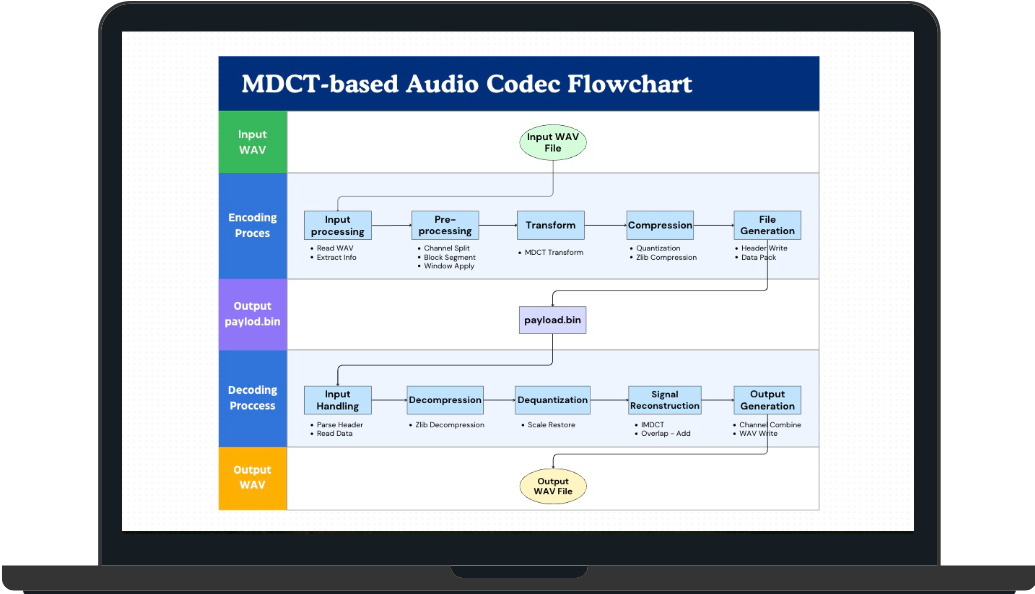 MDCT-based Audio Codec Flowchart
Input
WAV
Input WAV
File
Encoding
Proces
Input
processing
• Read WAV
• Extract Info
Pre-
processing
• Channel Split
• Block Segment
• Window Apply
Transform
• MDCT Transform
Compression
• Quantization
• Zlib Compression
File
Generation
• Header Write
• Data Pack
Output
paylod.bin
payload.bin
Decoding
Proccess
Input
Handling
• Parse Header
• Read Data
Decompression
• Zlib Decompression
Dequantization
• Scale Restore
Signal
Reconstruction
• IMDCT
• Overlap - Add
Output
Generation
• Channel Combine
• WAV Write
Output
WAV
Output
WAV File